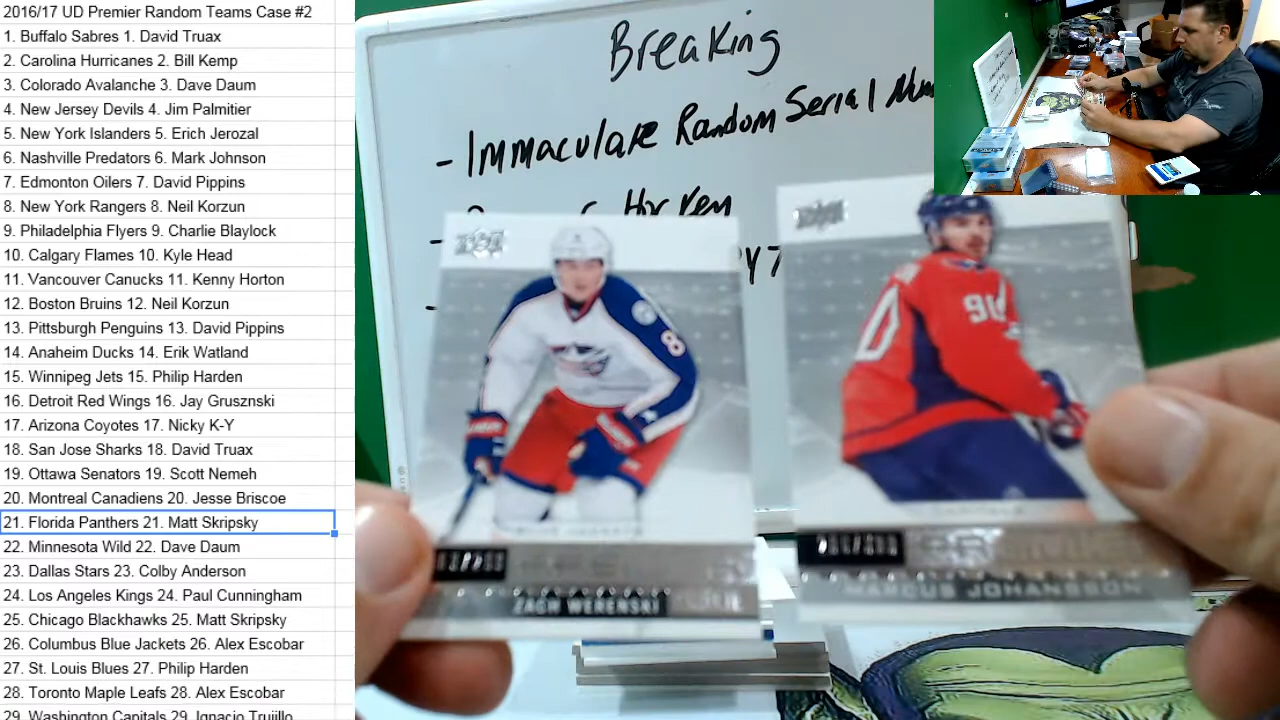 2016/17 UD Premier Random Teams Case #2
1. Buffalo Sabres 1. David Truax
2. Carolina Hurricanes 2. Bill Kemp
3. Colorado Avalanche 3. Dave Daum
4. New Jersey Devils 4. Jim Palmitier
5. New York Islanders 5. Erich Jerozal
6. Nashville Predators 6. Mark Johnson
7. Edmonton Oilers 7. David Pippins
8. New York Rangers 8. Neil Korzun
9. Philadelphia Flyers 9. Charlie Blaylock
10. Calgary Flames 10. Kyle Head
11. Vancouver Canucks 11. Kenny Horton
12. Boston Bruins 12. Neil Korzun
13. Pittsburgh Penguins 13. David Pippins
14. Anaheim Ducks 14. Erik Watland
15. Winnipeg Jets 15. Philip Harden
16. Detroit Red Wings 16. Jay Grusznski
17. Arizona Coyotes 17. Nicky K-Y
18. San Jose Sharks 18. David Truax
19. Ottawa Senators 19. Scott Nemeh
20. Montreal Canadiens 20. Jesse Briscoe
21. Florida Panthers 21. Matt Skripsky
22. Minnesota Wild 22. Dave Daum
23. Dallas Stars 23. Colby Anderson
24. Los Angeles Kings 24. Paul Cunningham
25. Chicago Blackhawks 25. Matt Skripsky
26. Columbus Blue Jackets 26. Alex Escobar
27. St. Louis Blues 27. Philip Harden
28. Toronto Maple Leafs 28. Alex Escobar
29. Washington Capitals 29. Ignacio Trujillo
Breaking
- Immaculate Random Serial
Hockey
8
90
ZACH WERENSKI
PREMIER
MARCUS JOHANSSON